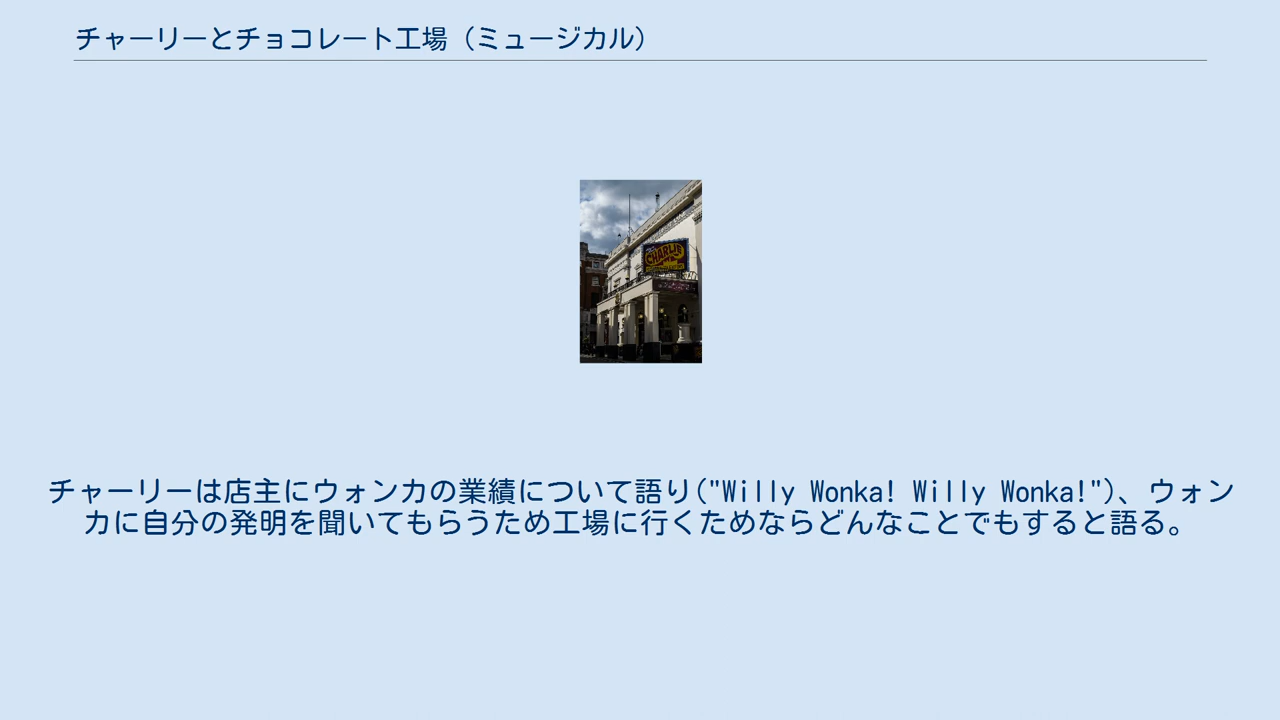 チャーリーとチョコレート工場（ミュージカル）
CHARLIE
チャーリーは店主にウォンカの業績について語り("Willy Wonka! Willy Wonka!")、ウォン
カに自分の発明を聞いてもらうため工場に行くためならどんなことでもすると語る。